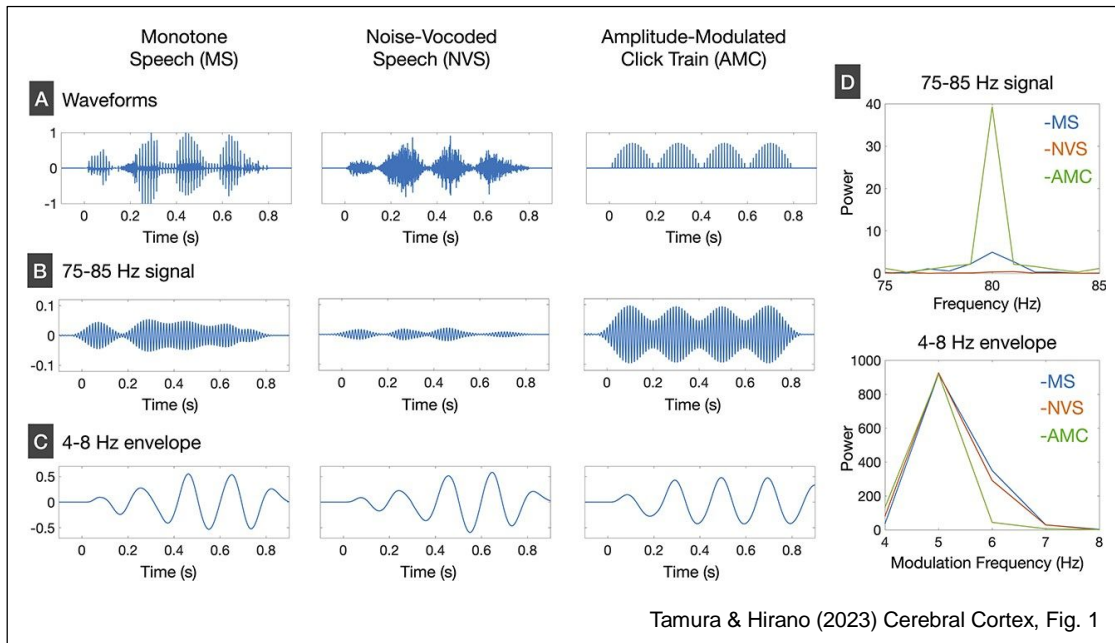 Monotone
Speech (MS)
Noise-Vocoded
Speech (NVS)
Amplitude-Modulated
Click Train (AMC)
A Waveforms
1
0
-1
0 0.2 0.4 0.6 0.8
Time (s)
0 0.2 0.4 0.6 0.8
Time (s)
0 0.2 0.4 0.6 0.8
Time (s)
B 75-85 Hz signal
0.1
0
-0.1
0 0.2 0.4 0.6 0.8
Time (s)
0 0.2 0.4 0.6 0.8
Time (s)
0 0.2 0.4 0.6 0.8
Time (s)
C 4-8 Hz envelope
0.5
0
-0.5
0 0.2 0.4 0.6 0.8
Time (s)
0 0.2 0.4 0.6 0.8
Time (s)
0 0.2 0.4 0.6 0.8
Time (s)
D 75-85 Hz signal
40
30
20
10
0
Power
-MS
-NVS
-AMC
75 80 85
Frequency (Hz)
4-8 Hz envelope
1000
800
600
400
200
0
Power
-MS
-NVS
-AMC
4 5 6 7 8
Modulation Frequency (Hz)
Tamura & Hirano (2023) Cerebral Cortex, Fig. 1